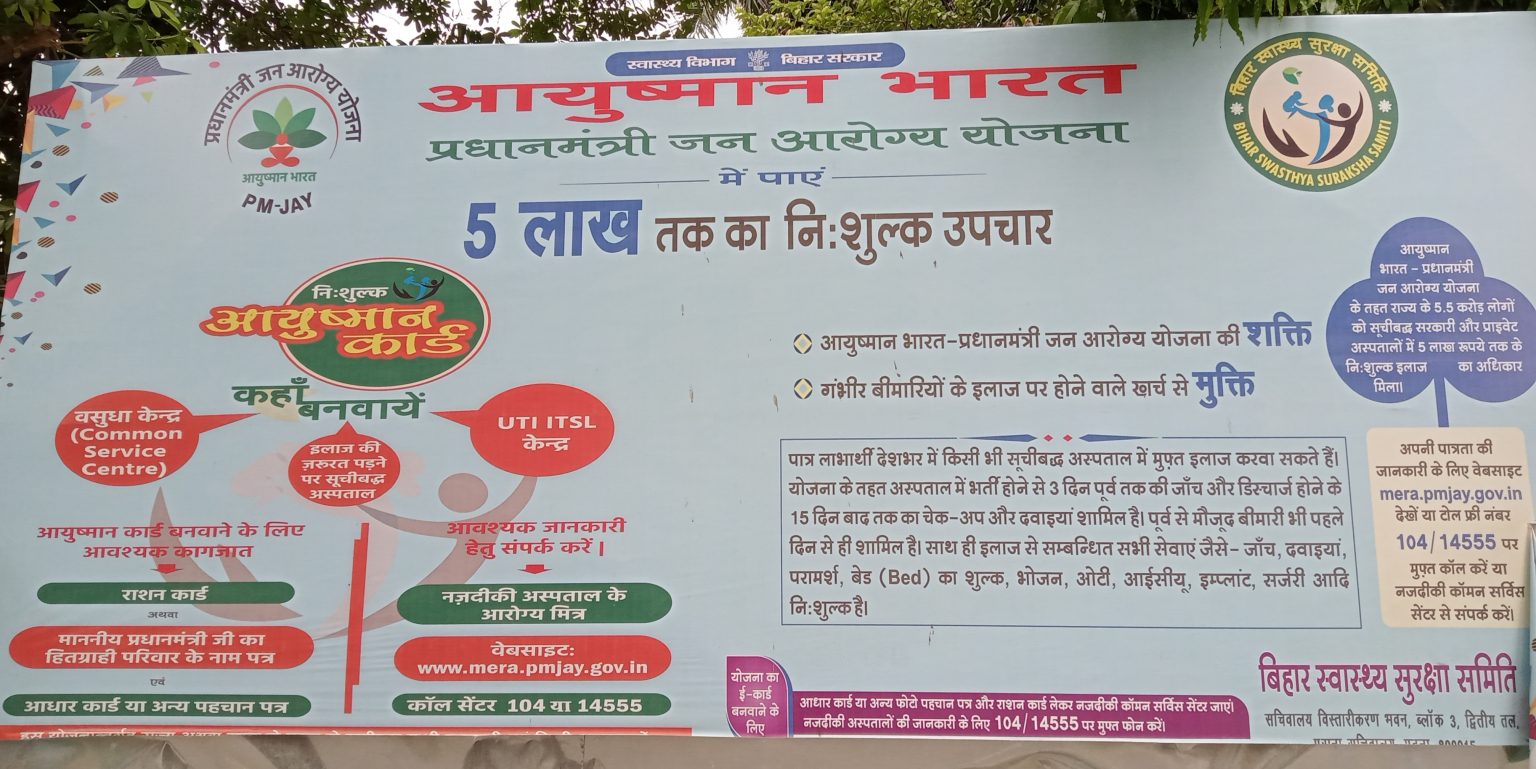 स्वास्थ्य विभाग बिहार सरकार
आयुष्मान भारत
प्रधानमंत्री जन आरोग्य योजना
में पाएं
5 लाख तक का नि:शुल्क उपचार
प्रधानमंत्री जन आरोग्य योजना
आयुष्मान भारत
PM-JAY
बिहार स्वास्थ्य सुरक्षा समिति
BIHAR SWASTHYA SURAKSHA SAMITI
नि:शुल्क
आयुष्मान
कार्ड
कहाँ
बनवायें
वसुधा केन्द्र
(Common
Service
Centre)
इलाज की
ज़रूरत पड़ने
पर सूचीबद्ध
अस्पताल
UTI ITSL
केन्द्र
आयुष्मान कार्ड बनवाने के लिए
आवश्यक कागजात
राशन कार्ड
अथवा
माननीय प्रधानमंत्री जी का
हितग्राही परिवार के नाम पत्र
एवं
आधार कार्ड या अन्य पहचान पत्र
आवश्यक जानकारी
हेतु संपर्क करें |
नज़दीकी अस्पताल के
आरोग्य मित्र
वेबसाइट:
www.mera.pmjay.gov.in
कॉल सेंटर 104 या 14555
आयुष्मान भारत-प्रधानमंत्री जन आरोग्य योजना की शक्ति
गंभीर बीमारियों के इलाज पर होने वाले खर्च से मुक्ति
पात्र लाभार्थी देशभर में किसी भी सूचीबद्ध अस्पताल में मुफ़्त इलाज करवा सकते हैं।
योजना के तहत अस्पताल में भर्ती होने से 3 दिन पूर्व तक की जाँच और डिस्चार्ज होने के
15 दिन बाद तक का चेक-अप और दवाइयां शामिल है। पूर्व से मौजूद बीमारी भी पहले
दिन से ही शामिल है। साथ ही इलाज से सम्बन्धित सभी सेवाएं जैसे- जाँच, दवाइयां,
परामर्श, बेड (Bed) का शुल्क, भोजन, ओटी, आईसीयू, इम्प्लांट, सर्जरी आदि
नि:शुल्क है।
आयुष्मान
भारत - प्रधानमंत्री
जन आरोग्य योजना
के तहत राज्य के 5.5 करोड़ लोगों
को सूचीबद्ध सरकारी और प्राइवेट
अस्पतालों में 5 लाख रूपये तक के
नि:शुल्क इलाज का अधिकार
मिला।
अपनी पात्रता की
जानकारी के लिए वेबसाइट
mera.pmjay.gov.in
देखें या टोल फ्री नंबर
104/14555 पर
मुफ़्त कॉल करें या
नजदीकी कॉमन सर्विस
सेंटर से संपर्क करें।
योजना का
ई-कार्ड
बनवाने के
लिए
आधार कार्ड या अन्य फोटो पहचान पत्र और राशन कार्ड लेकर नजदीकी कॉमन सर्विस सेंटर जाएं।
नजदीकी अस्पतालों की जानकारी के लिए 104/14555 पर मुफ्त फोन करें।
बिहार स्वास्थ्य सुरक्षा समिति
सचिवालय विस्तारीकरण भवन, ब्लॉक 3, द्वितीय तल,